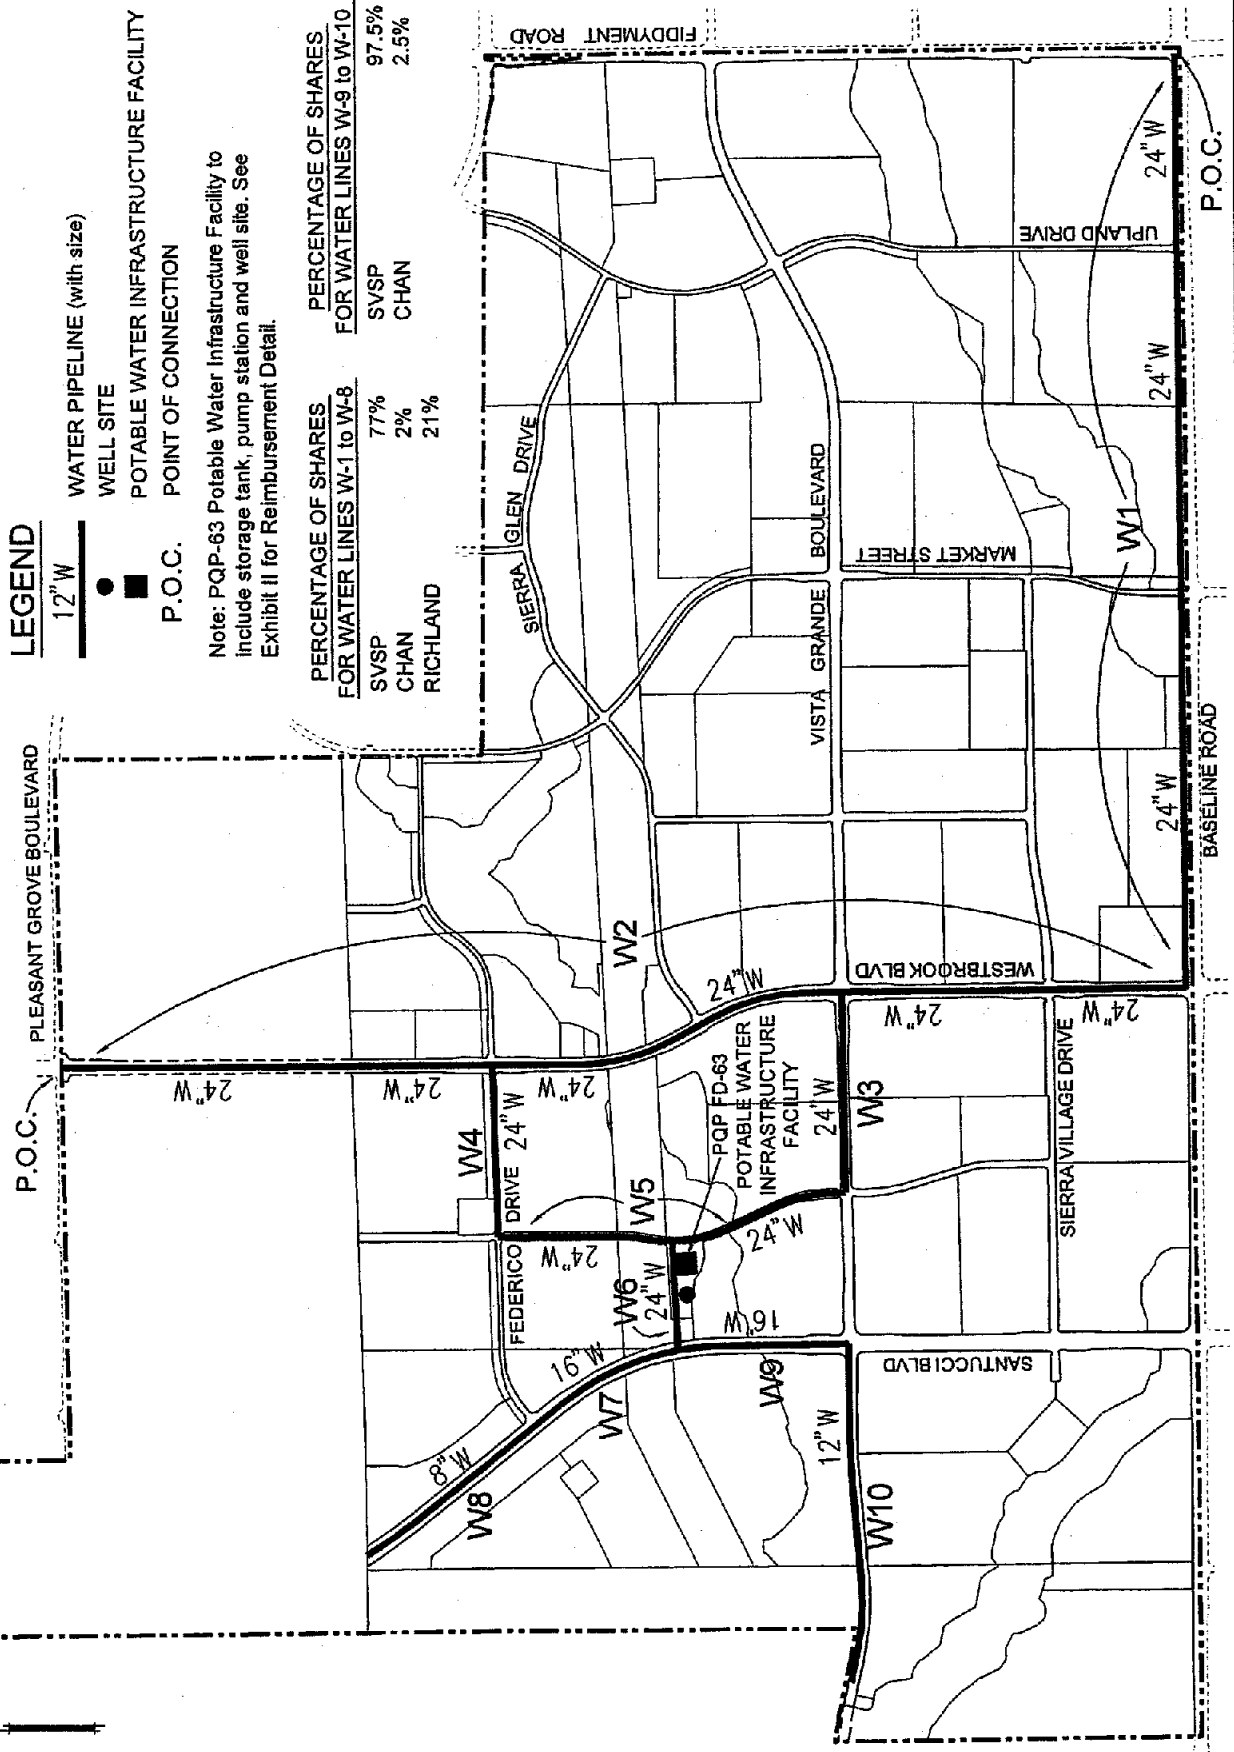 LEGEND
12"W
WATER PIPELINE (with size)
WELL SITE
POTABLE WATER INFRASTRUCTURE FACILITY
P.O.C.
POINT OF CONNECTION
Note: PQP-63 Potable Water Infrastructure Facility to
include storage tank, pump station and well site. See
Exhibit II for Reimbursement Detail.
PERCENTAGE OF SHARES
FOR WATER LINES W-1 to W-8
SVSP 77%
CHAN 2%
RICHLAND 21%
PERCENTAGE OF SHARES
FOR WATER LINES W-9 to W-10
SVSP 97.5%
CHAN 2.5%
P.O.C.
PLEASANT GROVE BOULEVARD
FIDDYMENT ROAD
24"W
24"W
W4
24"W
FEDERICO DRIVE
24"W
8"W
W8
16"W
W7
24"W
W5
W6
24"W
W2
24"W
SIERRA GLEN DRIVE
PQP FD-63
POTABLE WATER
INFRASTRUCTURE
FACILITY
24"W
16"W
W9
24"W
W3
VISTA GRANDE BOULEVARD
12"W
W10
SANTUCCI BLVD
WESTBROOK BLVD
24"W
MARKET STREET
UPLAND DRIVE
SIERRA VILLAGE DRIVE
24"W
W1
24"W
24"W
24"W
BASELINE ROAD
P.O.C.